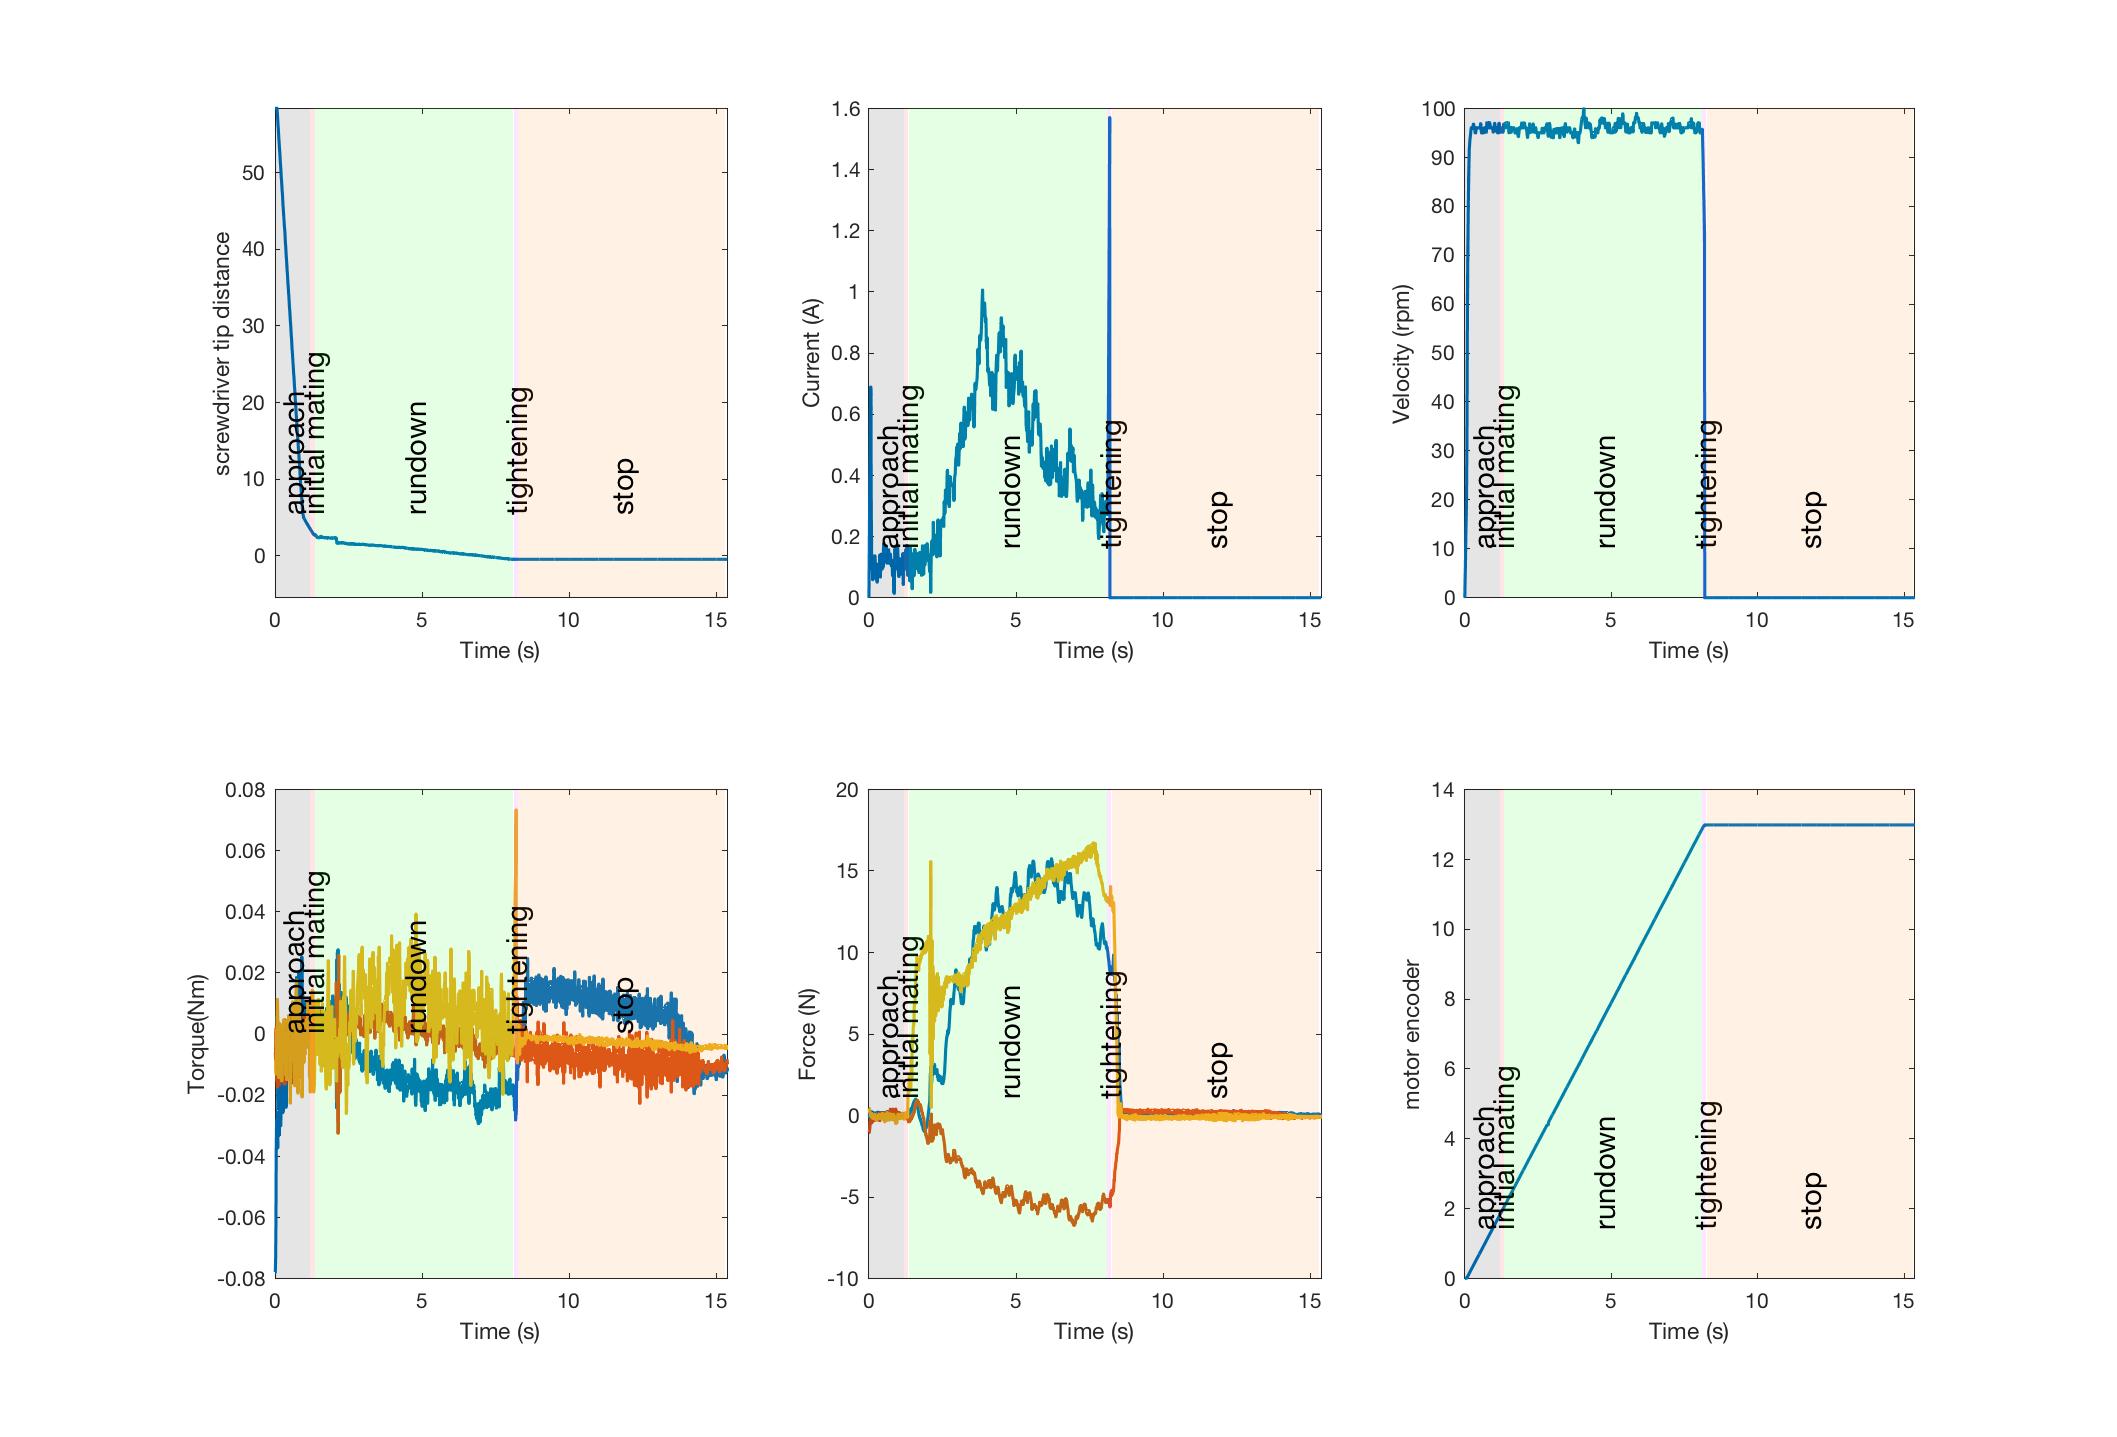 screwdriver tip distance
50
40
30
20
10
0
approach
initial mating
rundown
tightening
stop
0
5
10
15
Time (s)
Current (A)
1.6
1.4
1.2
1
0.8
0.6
0.4
0.2
0
approach
initial mating
rundown
tightening
stop
0
5
10
15
Time (s)
Velocity (rpm)
100
90
80
70
60
50
40
30
20
10
0
approach
initial mating
rundown
tightening
stop
0
5
10
15
Time (s)
Torque(Nm)
0.08
0.06
0.04
0.02
0
-0.02
-0.04
-0.06
-0.08
approach
initial mating
rundown
tightening
stop
0
5
10
15
Time (s)
Force (N)
20
15
10
5
0
-5
-10
approach
initial mating
rundown
tightening
stop
0
5
10
15
Time (s)
motor encoder
14
12
10
8
6
4
2
0
approach
initial mating
rundown
tightening
stop
0
5
10
15
Time (s)